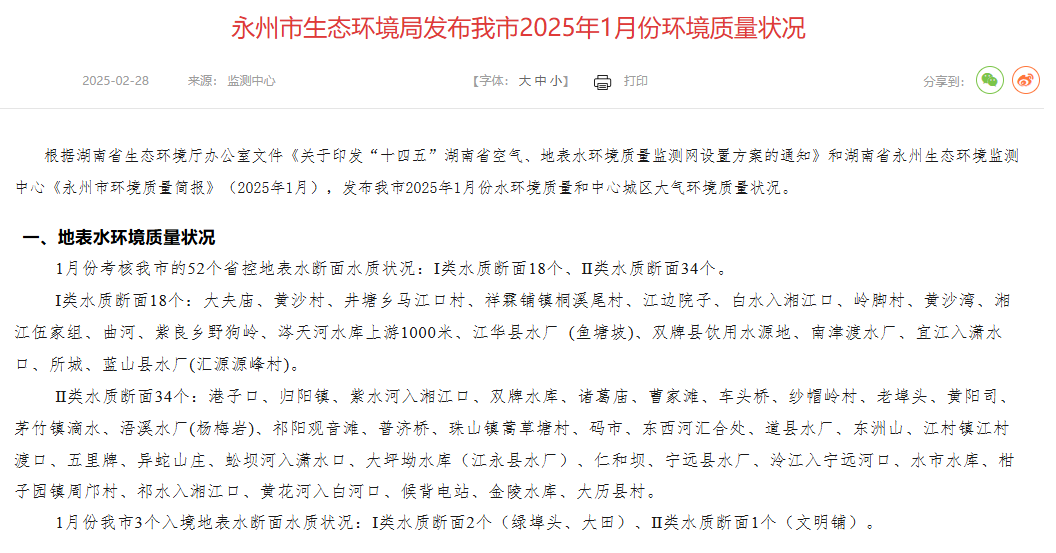 永州市生态环境局发布我市2025年1月份环境质量状况
2025-02-28 来源： 监测中心 【字体： 大 中 小】 打印 分享到：
根据湖南省生态环境厅办公室文件《关于印发“十四五”湖南省空气、地表水环境质量监测网设置方案的通知》和湖南省永州生态环境监测
中心《永州市环境质量简报》（2025年1月），发布我市2025年1月份水环境质量和中心城区大气环境质量状况。
一、地表水环境质量状况
1月份考核我市的52个省控地表水断面水质状况：Ⅰ类水质断面18个、Ⅱ类水质断面34个。
Ⅰ类水质断面18个：大夫庙、黄沙村、井塘乡马江口村、祥霖铺镇桐溪尾村、江边院子、白水入湘江口、岭脚村、黄沙湾、湘
江伍家组、曲河、紫良乡野狗岭、涔天河水库上游1000米、江华县水厂 (鱼塘坡)、双牌县饮用水源地、南津渡水厂、宜江入潇水
口、所城、蓝山县水厂(汇源源峰村)。
Ⅱ类水质断面34个：港子口、归阳镇、紫水河入湘江口、双牌水库、诸葛庙、曹家滩、车头桥、纱帽岭村、老埠头、黄阳司、
茅竹镇滴水、浯溪水厂(杨梅岩)、祁阳观音滩、普济桥、珠山镇蒿草塘村、码市、东西河汇合处、道县水厂、东洲山、江村镇江村
渡口、五里牌、异蛇山庄、蚣坝河入潇水口、大坪坳水库（江永县水厂）、仁和坝、宁远县水厂、泠江入宁远河口、水市水库、柑
子园镇周邝村、祁水入湘江口、黄花河入白河口、候背电站、金陵水库、大历县村。
1月份我市3个入境地表水断面水质状况：Ⅰ类水质断面2个（绿埠头、大田）、Ⅱ类水质断面1个（文明铺）。